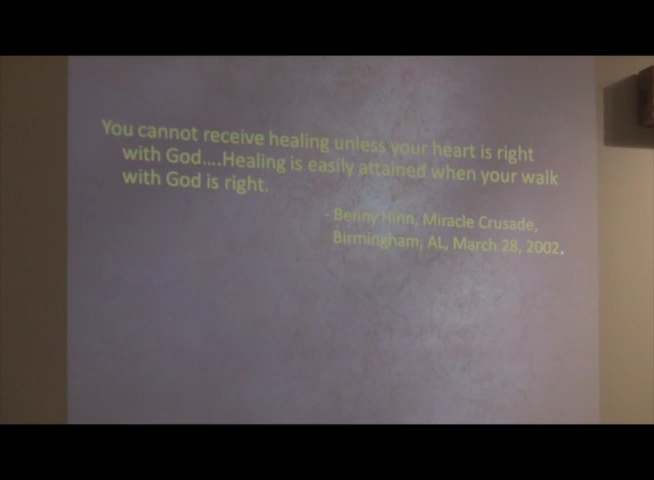 You cannot receive healing unless your heart is right
with God....Healing is easily attained when your walk
with God is right.
- Benny Hinn, Miracle Crusade,
Birmingham, AL, March 28, 2002.